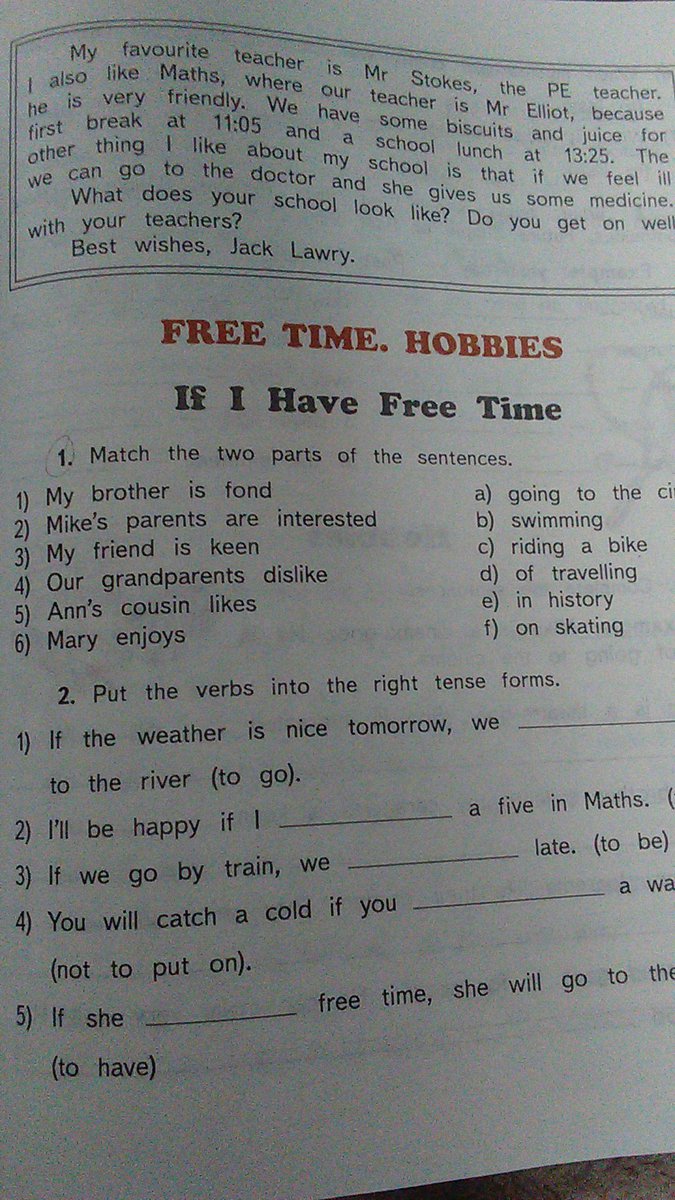 My favourite teacher is Mr Stokes, the PE teacher.
I also like Maths, where our teacher is Mr Elliot, because
he is very friendly. We have some biscuits and juice for
first break at 11:05 and a school lunch at 13:25. The
other thing I like about my school is that if we feel ill
we can go to the doctor and she gives us some medicine.
What does your school look like? Do you get on well
with your teachers?
Best wishes, Jack Lawry.
FREE TIME. HOBBIES
If I Have Free Time
1. Match the two parts of the sentences.
1) My brother is fond a) going to the
2) Mike's parents are interested b) swimming
3) My friend is keen c) riding a bike
4) Our grandparents dislike d) of travelling
5) Ann's cousin likes e) in history
6) Mary enjoys f) on skating
2. Put the verbs into the right tense forms.
1) If the weather is nice tomorrow, we
to the river (to go).
2) I'll be happy if I a five in Maths.
3) If we go by train, we late. (to be)
4) You will catch a cold if you a
(not to put on).
5) If she free time, she will go to the
(to have)